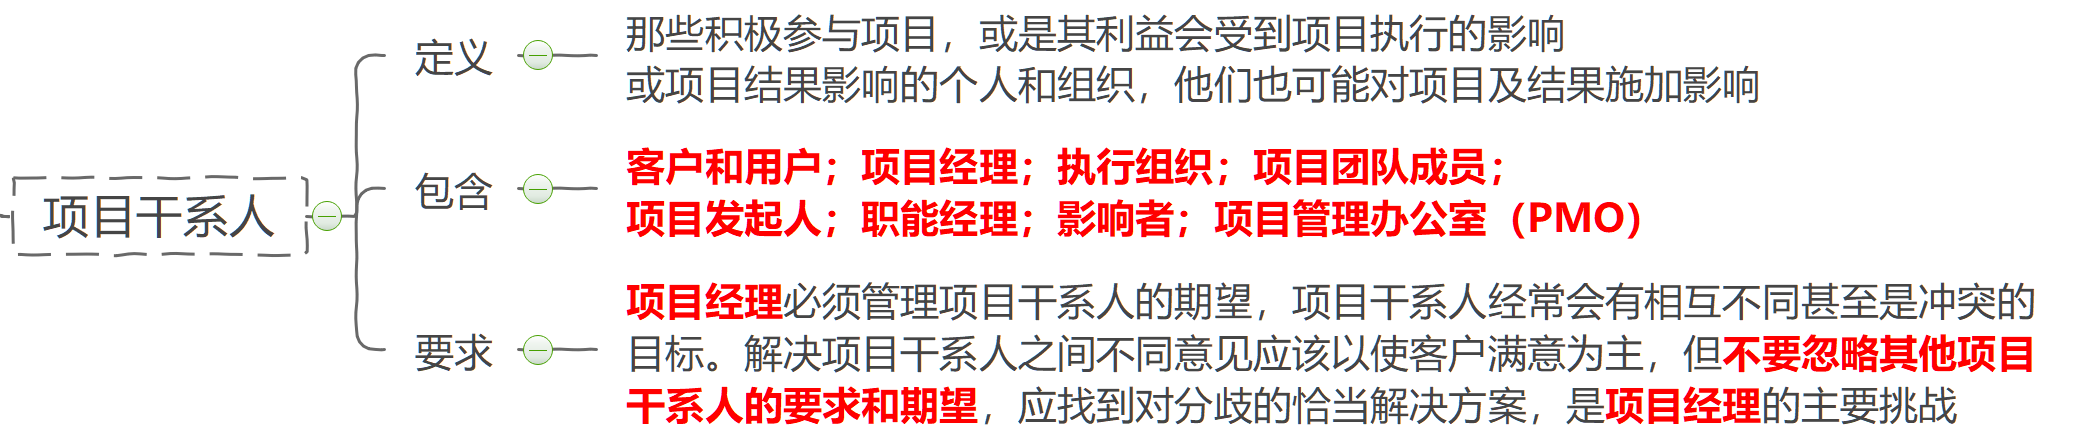 项目干系人
定义
那些积极参与项目，或是其利益会受到项目执行的影响
或项目结果影响的个人和组织，他们也可能对项目及结果施加影响
包含
客户和用户；项目经理；执行组织；项目团队成员；
项目发起人；职能经理；影响者；项目管理办公室（PMO）
要求
项目经理必须管理项目干系人的期望，项目干系人经常会有相互不同甚至是冲突的
目标。解决项目干系人之间不同意见应该以使客户满意为主，但不要忽略其他项目
干系人的要求和期望，应找到对分歧的恰当解决方案，是项目经理的主要挑战